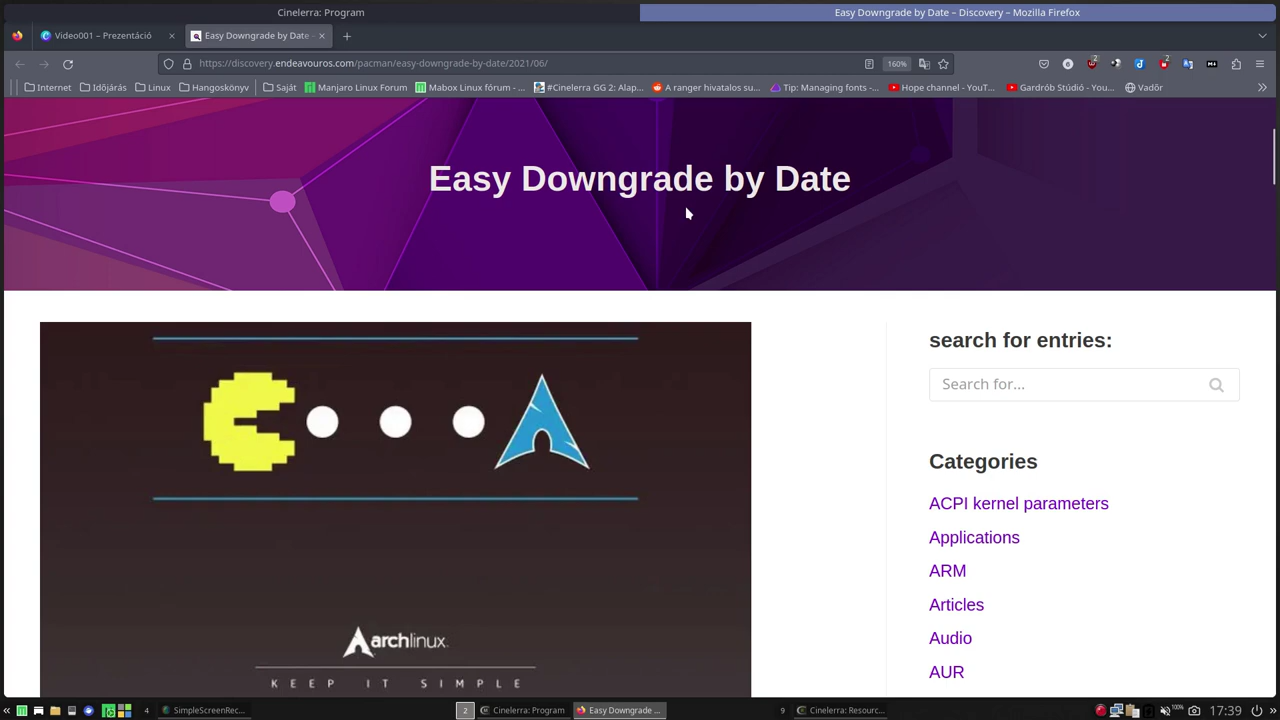 Cinelerra: Program
Easy Downgrade by Date – Discovery – Mozilla Firefox
Video001 – Prezentáció
Easy Downgrade by Date –
https://discovery.endeavouros.com/pacman/easy-downgrade-by-date/2021/06/
160%
Internet
Időjárás
Linux
Hangoskönyv
Saját
Manjaro Linux Forum
Mabox Linux fórum - ...
#Cinelerra GG 2: Alap...
A ranger hivatalos su...
Tip: Managing fonts -...
Hope channel - YouT...
Gardrób Stúdió - You...
Vadőr
Easy Downgrade by Date
search for entries:
Search for...
Categories
ACPI kernel parameters
Applications
ARM
Articles
Audio
AUR
archlinux
KEEP IT SIMPLE
4
SimpleScreenRec...
2
Cinelerra: Program
Easy Downgrade ...
9
Cinelerra: Resourc...
100%
17:39